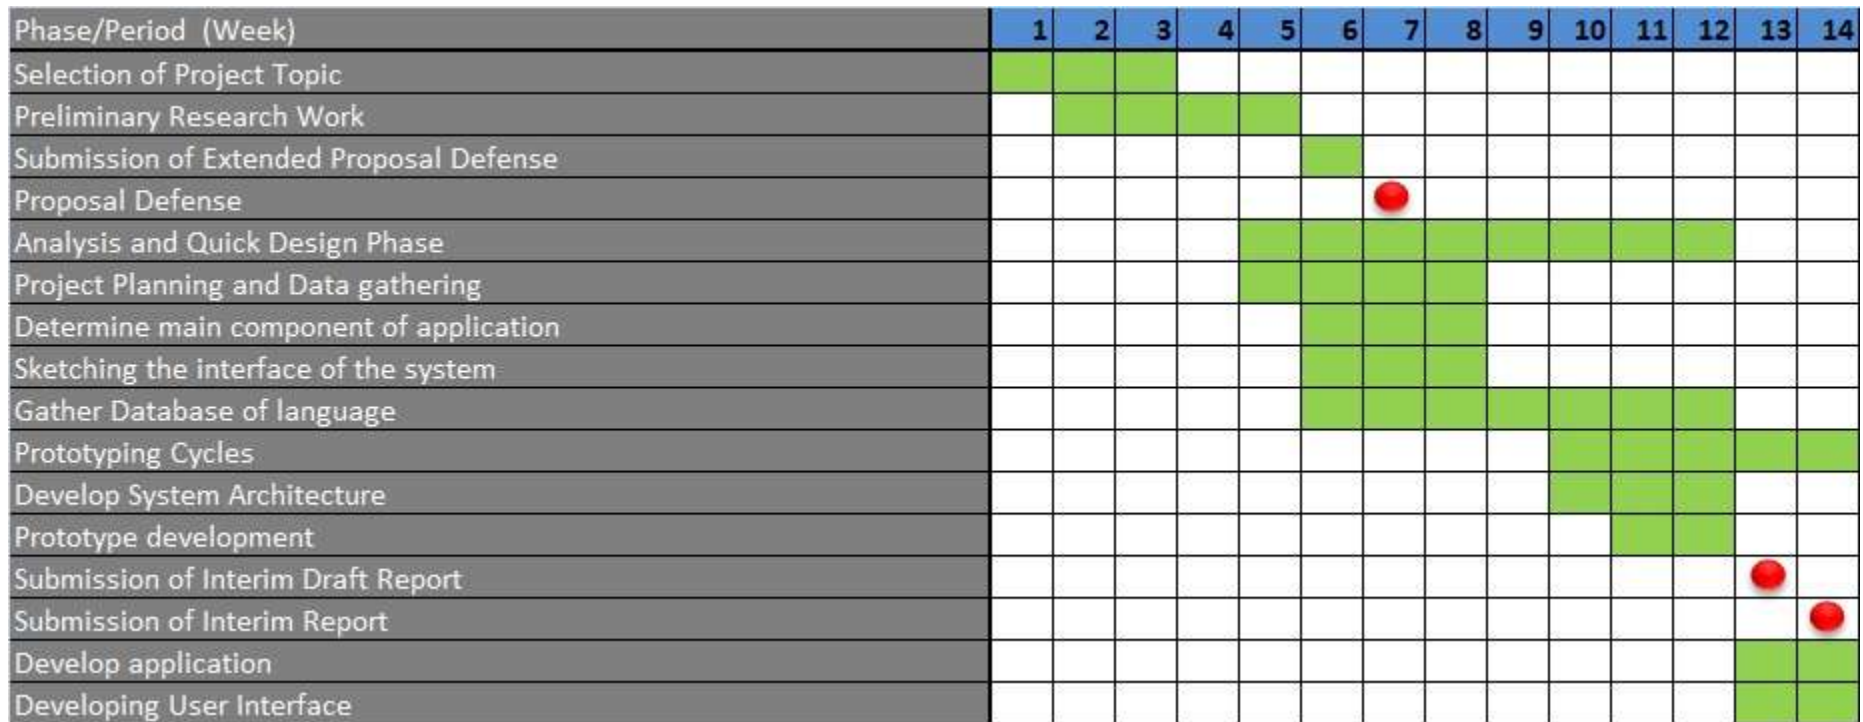 Phase/Period (Week) 1 2 3 4 5 6 7 8 9 10 11 12 13 14
Selection of Project Topic
Preliminary Research Work
Submission of Extended Proposal Defense
Proposal Defense
Analysis and Quick Design Phase
Project Planning and Data gathering
Determine main component of application
Sketching the interface of the system
Gather Database of language
Prototyping Cycles
Develop System Architecture
Prototype development
Submission of Interim Draft Report
Submission of Interim Report
Develop application
Developing User Interface